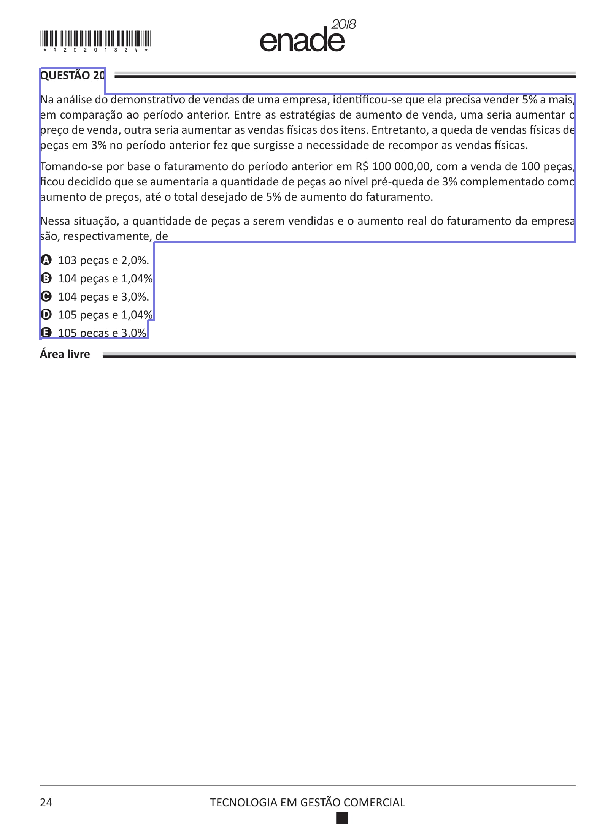 *R20201824*
enade2018
QUESTÃO 20
Na análise do demonstrativo de vendas de uma empresa, identificou-se que ela precisa vender 5% a mais,
em comparação ao período anterior. Entre as estratégias de aumento de venda, uma seria aumentar o
preço de venda, outra seria aumentar as vendas físicas dos itens. Entretanto, a queda de vendas físicas de
peças em 3% no período anterior fez que surgisse a necessidade de recompor as vendas físicas.
Tomando-se por base o faturamento do período anterior em R$ 100 000,00, com a venda de 100 peças,
ficou decidido que se aumentaria a quantidade de peças ao nível pré-queda de 3% complementado como
aumento de preços, até o total desejado de 5% de aumento do faturamento.
Nessa situação, a quantidade de peças a serem vendidas e o aumento real do faturamento da empresa
são, respectivamente, de
A 103 peças e 2,0%.
B 104 peças e 1,04%
C 104 peças e 3,0%.
D 105 peças e 1,04%
E 105 peças e 3,0%
Área livre
24 TECNOLOGIA EM GESTÃO COMERCIAL